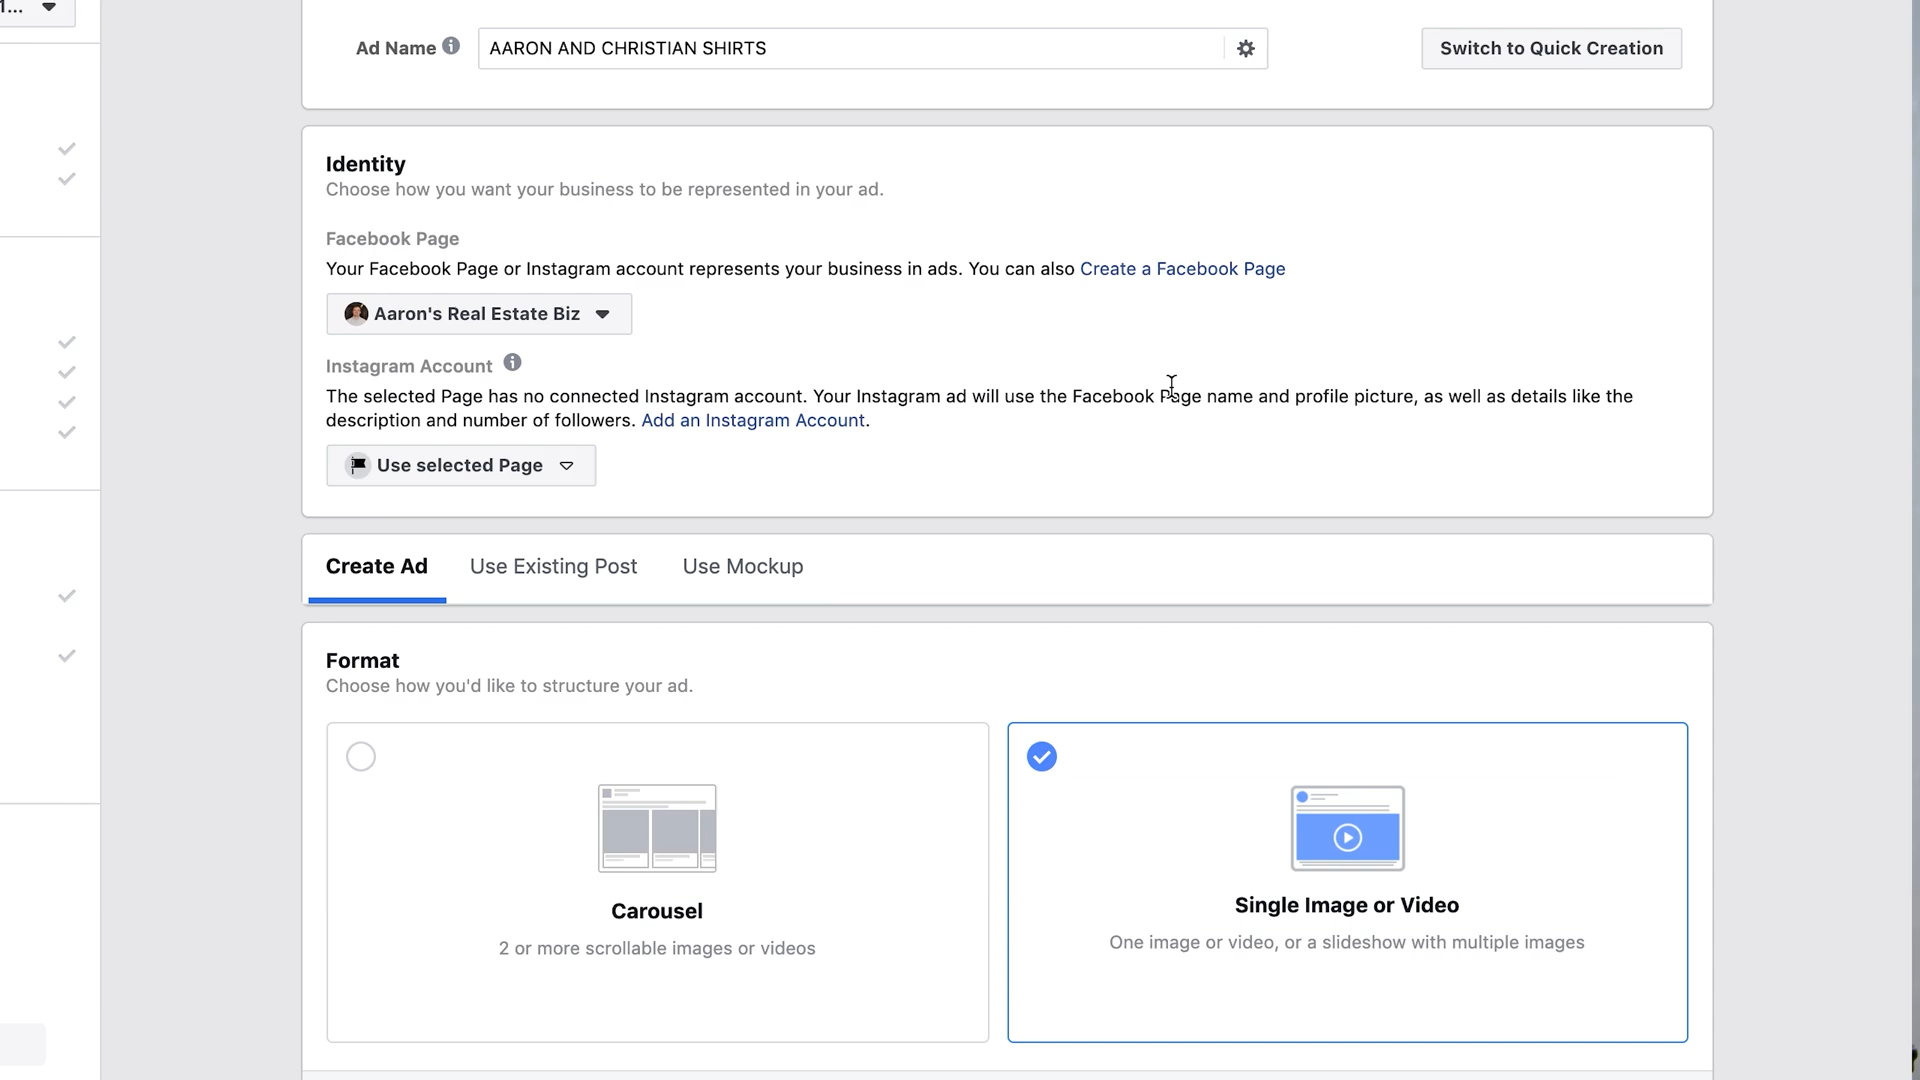 1...
Ad Name
AARON AND CHRISTIAN SHIRTS
Switch to Quick Creation
Identity
Choose how you want your business to be represented in your ad.
Facebook Page
Your Facebook Page or Instagram account represents your business in ads. You can also Create a Facebook Page
Aaron's Real Estate Biz
Instagram Account
The selected Page has no connected Instagram account. Your Instagram ad will use the Facebook Page name and profile picture, as well as details like the
description and number of followers. Add an Instagram Account.
Use selected Page
Create Ad Use Existing Post Use Mockup
Format
Choose how you'd like to structure your ad.
Carousel
2 or more scrollable images or videos
Single Image or Video
One image or video, or a slideshow with multiple images